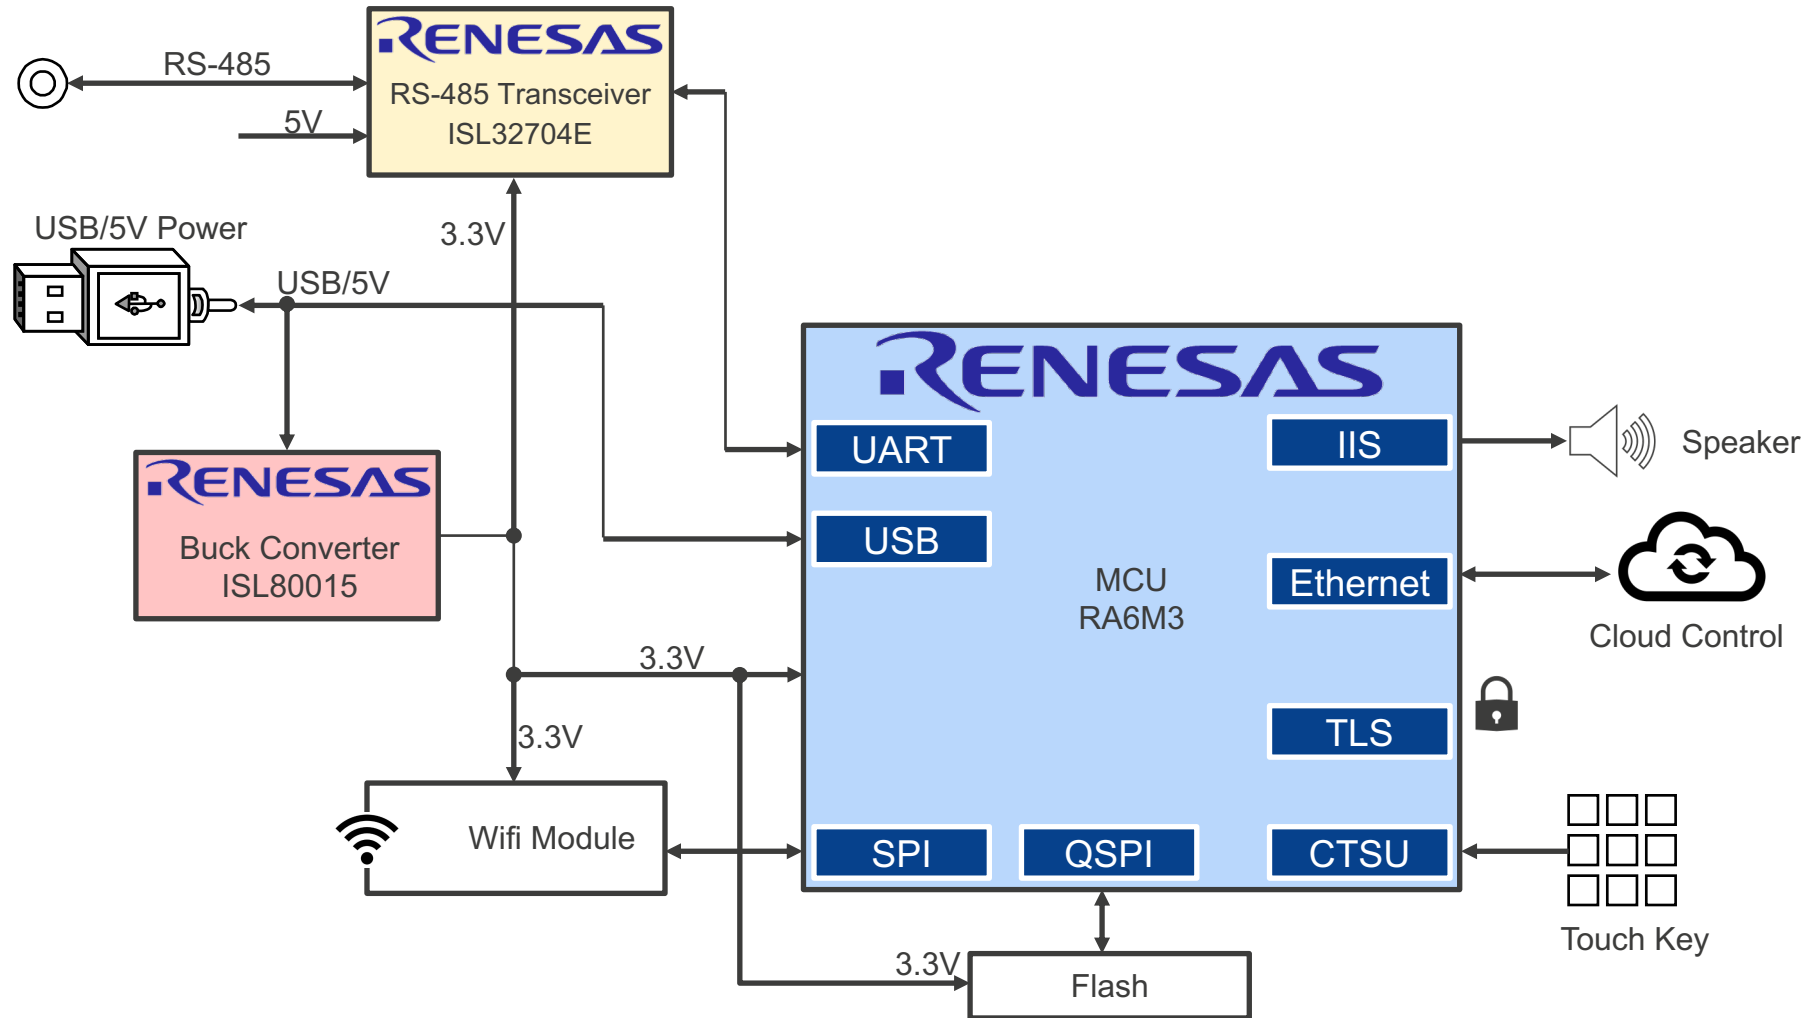 RENESAS
RS-485 Transceiver
ISL32704E
RS-485
5V
3.3V
USB/5V Power
USB/5V
RENESAS
Buck Converter
ISL80015
RENESAS
UART
IIS
Speaker
USB
MCU
RA6M3
Ethernet
Cloud Control
3.3V
3.3V
TLS
Wifi Module
SPI
QSPI
CTSU
Touch Key
3.3V
Flash